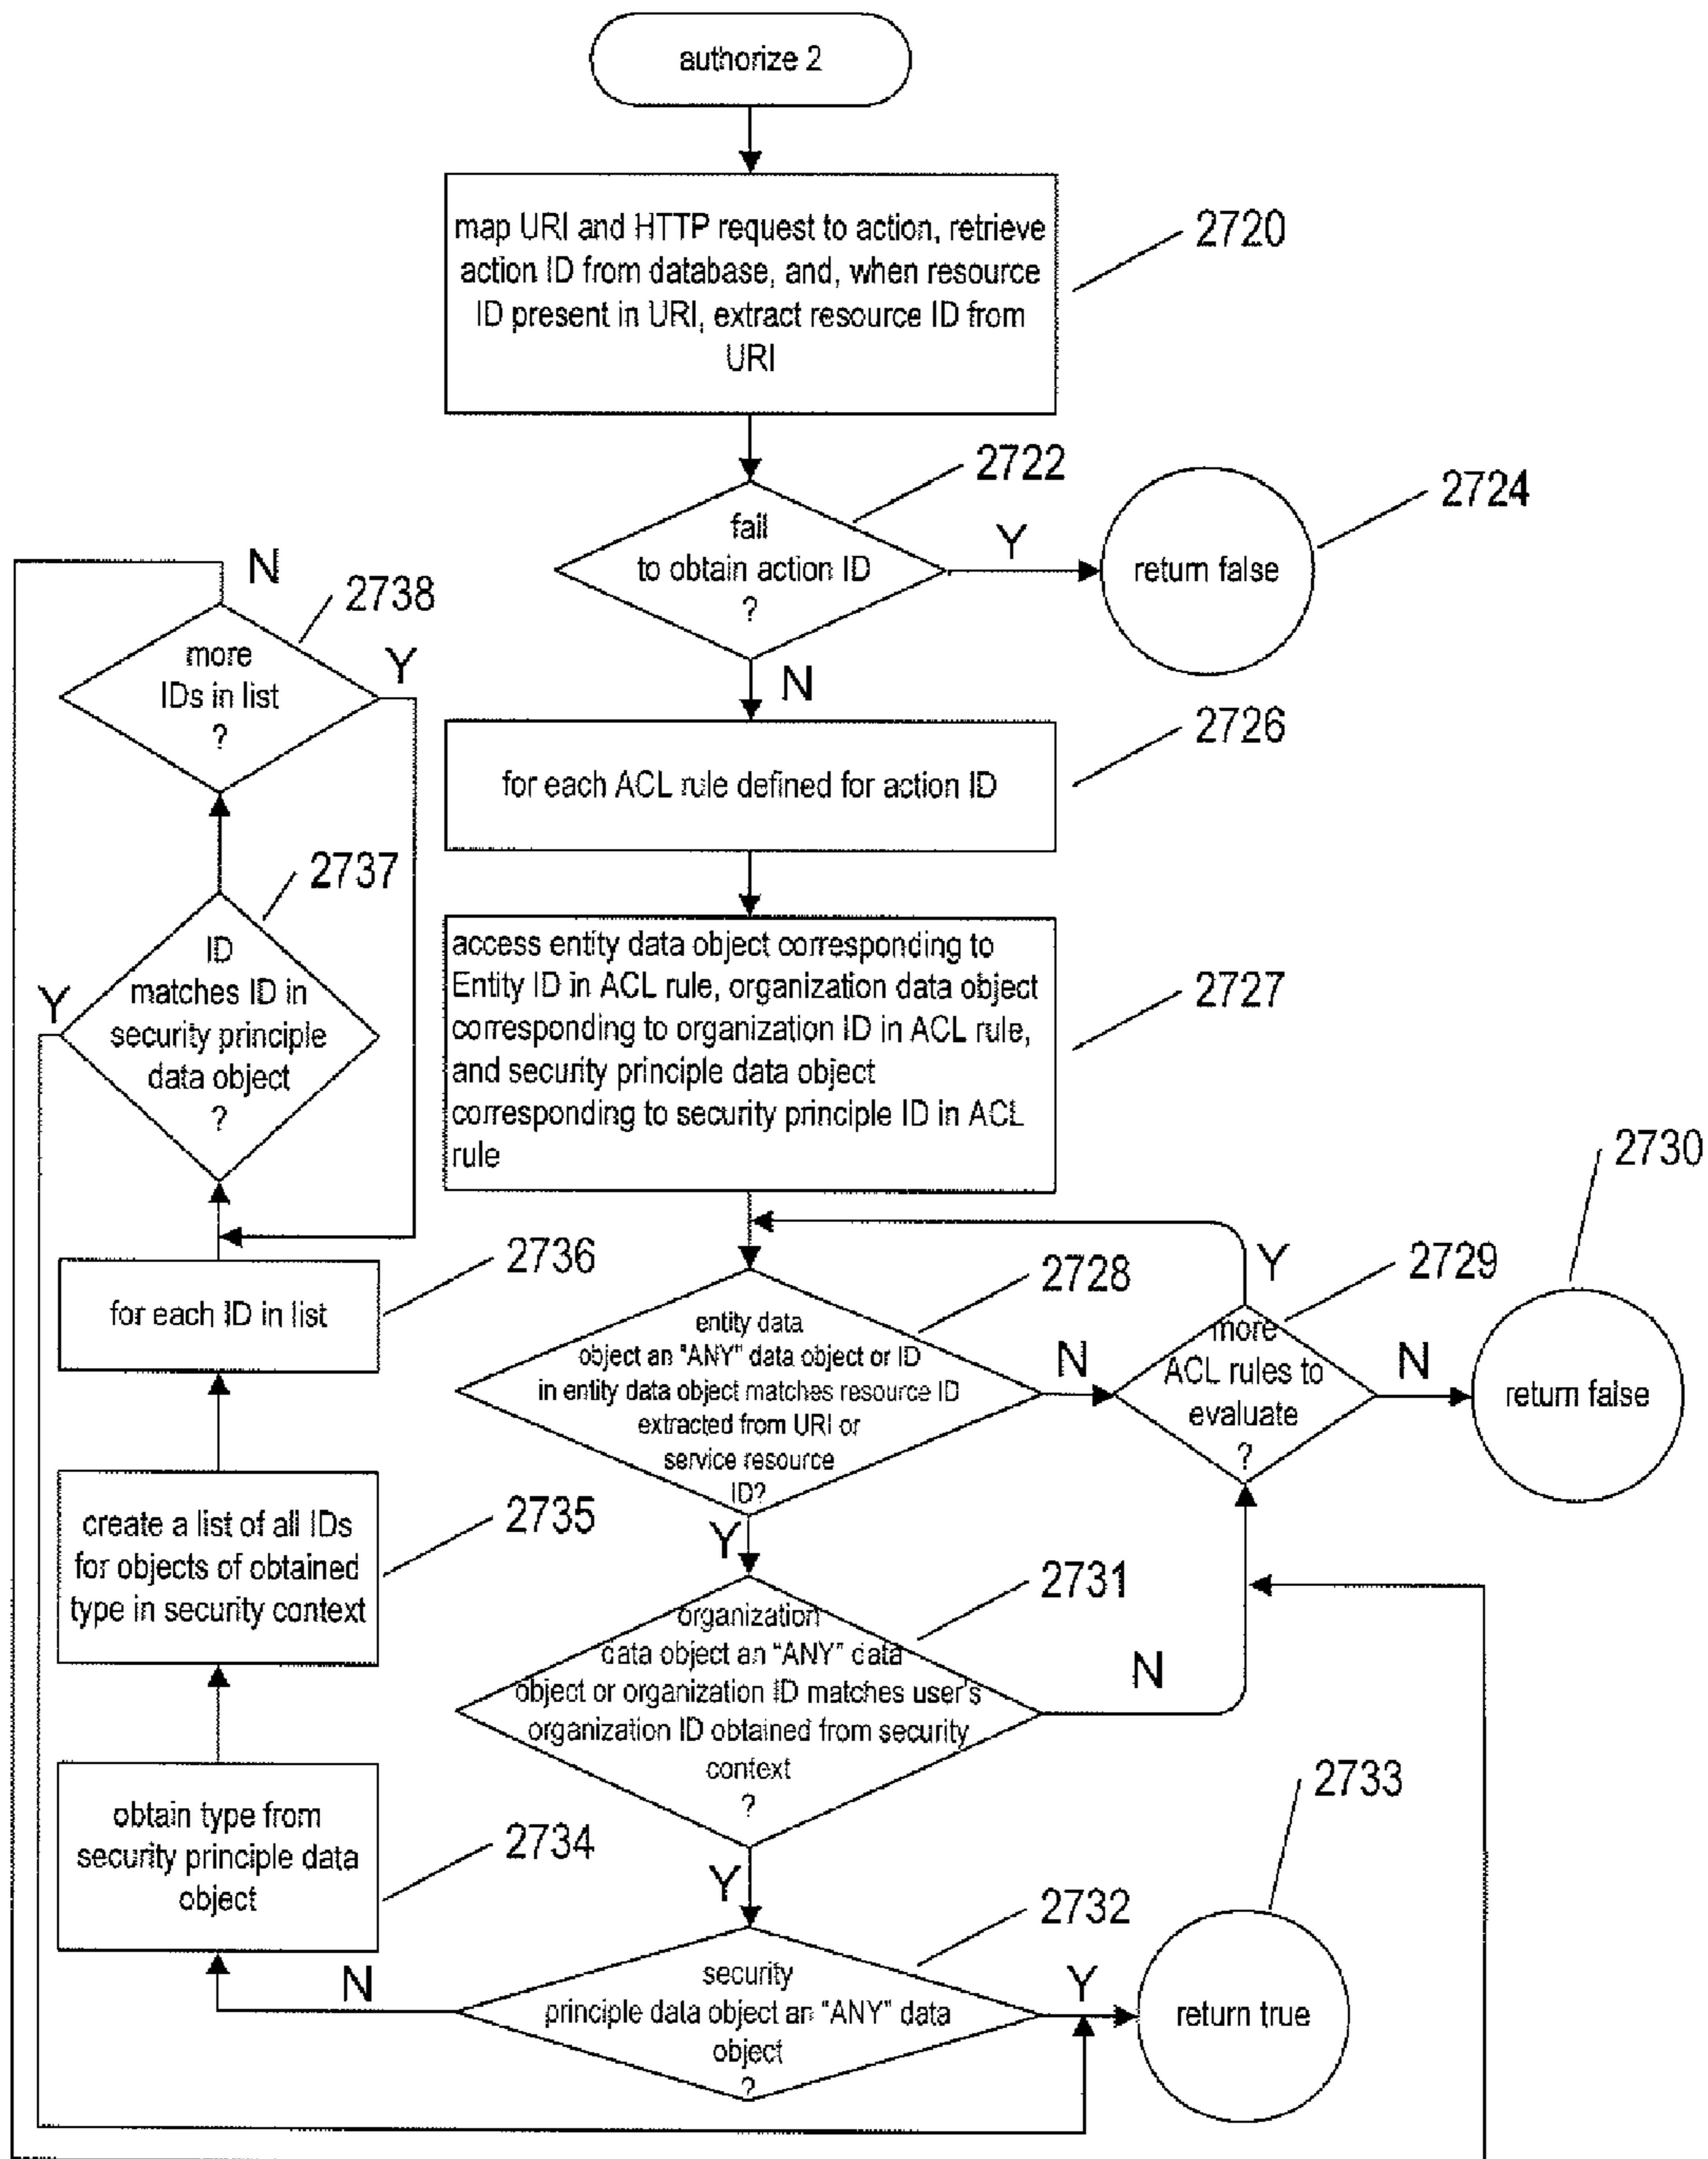 authorize 2
map URI and HTTP request to action, retrieve
action ID from database, and, when resource
ID present in URI, extract resource ID from
URI
2720
fail
to obtain action ID
?
2722
Y
return false
2724
N
for each ACL rule defined for action ID
2726
access entity data object corresponding to
Entity ID in ACL rule, organization data object
corresponding to organization ID in ACL rule,
and security principle data object
corresponding to security principle ID in ACL
rule
2727
entity data
object an "ANY" data object or ID
in entity data object matches resource ID
extracted from URI or
service resource
ID?
2728
N
more
ACL rules to
evaluate
?
2729
Y
N
return false
2730
Y
organization
data object an "ANY" data
object or organization ID matches user's
organization ID obtained from security
context
?
2731
N
Y
security
principle data object an "ANY" data
object
?
2732
Y
return true
2733
N
obtain type from
security principle data
object
2734
create a list of all IDs
for objects of obtained
type in security context
2735
for each ID in list
2736
ID
matches ID in
security principle
data object
?
2737
Y
more
IDs in list
?
2738
Y
N